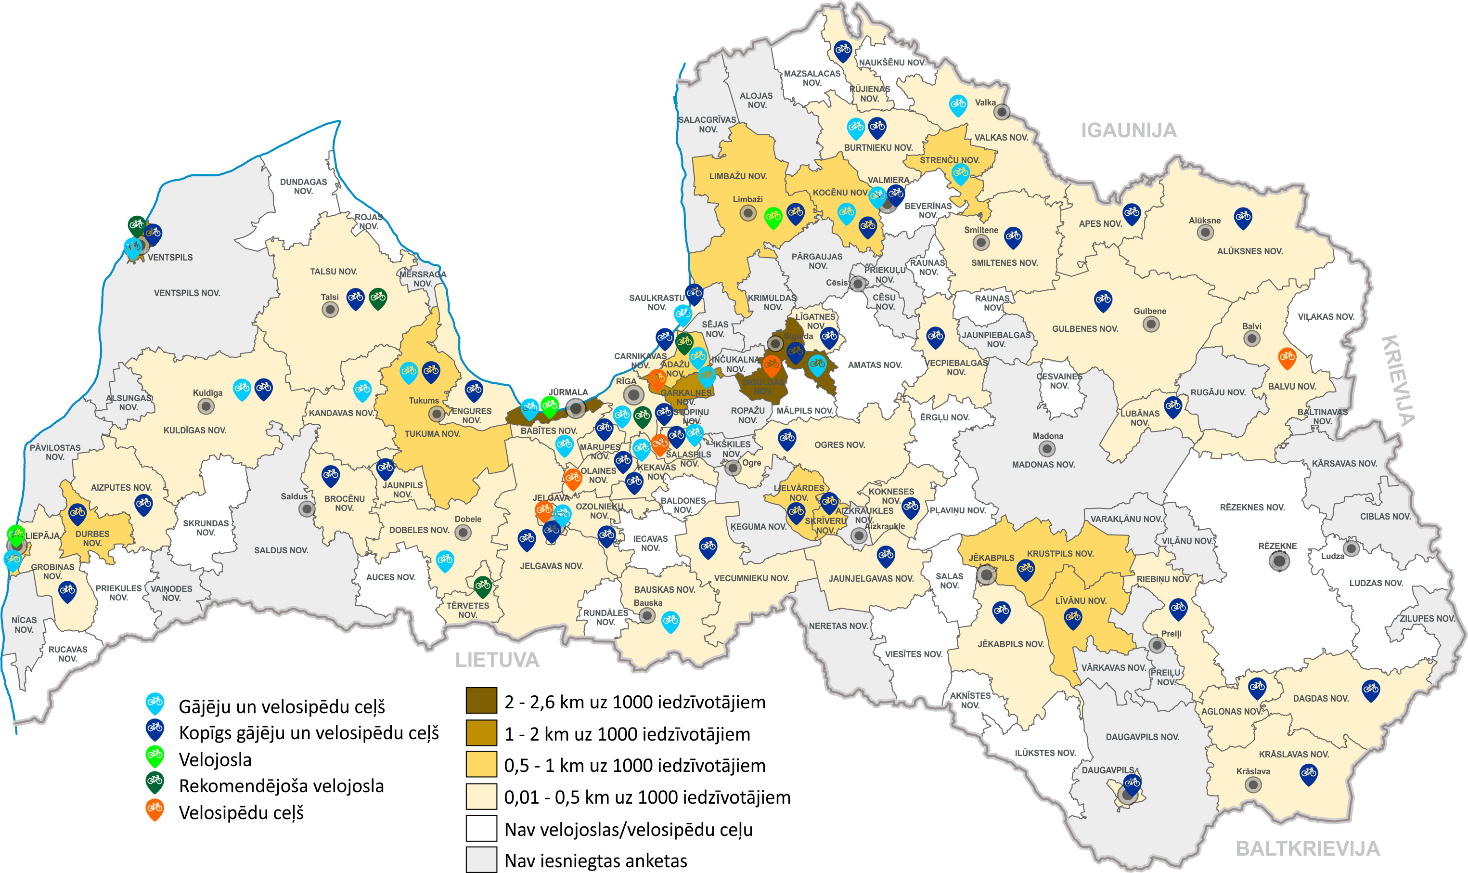 IGAUNIJA
KRIEVIJA
BALTKRIEVIJA
LIETUVA
MAZSALACAS
NOV.
NAUKŠĒNU NOV.
RŪJIENAS
NOV.
ALOJAS
NOV.
SALACGRĪVAS
NOV.
Valka
VALKAS NOV.
BURTNIEKU NOV.
STRENČU NOV.
LIMBAŽU NOV.
Limbaži
KOCĒNU NOV.
VALMIERA
BEVERĪNAS
NOV.
Smiltene
SMILTENES NOV.
APES NOV.
Alūksne
ALŪKSNES NOV.
DUNDAGAS
NOV.
ROJAS
NOV.
VENTSPILS
VENTSPILS NOV.
TALSU NOV.
Talsi
MĒRSRAGA
NOV.
PĀRGAUJAS
NOV.
PRIEKUĻU
NOV.
RAUNAS
NOV.
Cēsis
CĒSU
NOV.
RAUNAS
NOV.
SAULKRASTU
NOV.
KRIMULDAS
NOV.
SĒJAS
NOV.
LĪGATNES
NOV.
JAUNPIEBALGAS
NOV.
GULBENES NOV.
Gulbene
Balvi
VIĻAKAS NOV.
BALVU NOV.
RUGĀJU NOV.
BALTINAVAS
NOV.
CARNIKAVAS
NOV.
ĀDAŽU
NOV.
INČUKALNA
NOV.
AMATAS NOV.
VECPIEBALGAS
NOV.
CESVAINES
NOV.
LUBĀNAS
NOV.
ALSUNGAS
NOV.
Kuldīga
KULDĪGAS NOV.
KANDAVAS NOV.
Tukums
TUKUMA NOV.
ENGURES
NOV.
JŪRMALA
RĪGA
GARKALNES
NOV.
SIGULDAS
NOV.
ROPAŽU
NOV.
MĀLPILS NOV.
ĒRGĻU NOV.
BABĪTES NOV.
MĀRUPES
NOV.
STOPIŅU
NOV.
SALASPILS
NOV.
IKŠĶILES
NOV.
Ogre
OGRES NOV.
Madona
MADONAS NOV.
KĀRSAVAS NOV.
PĀVILOSTAS
NOV.
AIZPUTES NOV.
SKRUNDAS
NOV.
Saldus
SALDUS NOV.
BROCĒNU
NOV.
JAUNPILS
NOV.
OLAINES
NOV.
ĶEKAVAS
NOV.
BALDONES
NOV.
LIELVĀRDES
NOV.
KOKNESES
NOV.
SKRĪVERU
NOV.
AIZKRAUKLES
NOV.
Aizkraukle
PĻAVIŅU NOV.
RĒZEKNES NOV.
CIBLAS NOV.
LIEPĀJA
DURBES
NOV.
Dobele
DOBELES NOV.
JELGAVA
OZOLNIEKU
NOV.
IECAVAS
NOV.
ĶEGUMA NOV.
VARAKĻĀNU NOV.
VIĻĀNU NOV.
RĒZEKNE
Ludza
GROBIŅAS
NOV.
PRIEKULES
NOV.
VAIŅODES
NOV.
AUCES NOV.
JELGAVAS NOV.
TĒRVETES
NOV.
RUNDĀLES
NOV.
BAUSKAS NOV.
Bauska
VECUMNIEKU NOV.
JAUNJELGAVAS NOV.
SALAS
NOV.
JĒKABPILS
KRUSTPILS NOV.
LĪVĀNU NOV.
RIEBIŅU NOV.
LUDZAS NOV.
NĪCAS
NOV.
RUCAVAS
NOV.
NERETAS NOV.
VIESĪTES NOV.
JĒKABPILS NOV.
Preiļi
PREIĻU
NOV.
VĀRKAVAS NOV.
ZILUPES NOV.
AKNĪSTES
NOV.
AGLONAS NOV.
DAGDAS NOV.
ILŪKSTES NOV.
DAUGAVPILS NOV.
DAUGAVPILS
KRĀSLAVAS NOV.
Krāslava
Gājēju un velosipēdu ceļš
Kopīgs gājēju un velosipēdu ceļš
Velojosla
Rekomendējoša velojosla
Velosipēdu ceļš
2 - 2,6 km uz 1000 iedzīvotājiem
1 - 2 km uz 1000 iedzīvotājiem
0,5 - 1 km uz 1000 iedzīvotājiem
0,01 - 0,5 km uz 1000 iedzīvotājiem
Nav velojoslas/velosipēdu ceļu
Nav iesniegtas anketas